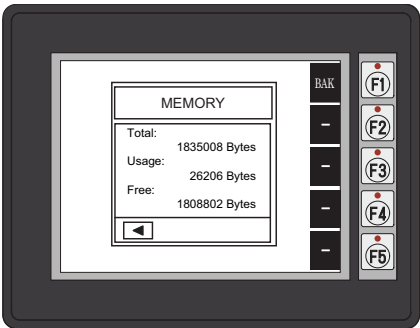 MEMORY
Total:
1835008 Bytes
Usage:
26206 Bytes
Free:
1808802 Bytes
BAK
–
–
–
–
F1
F2
F3
F4
F5